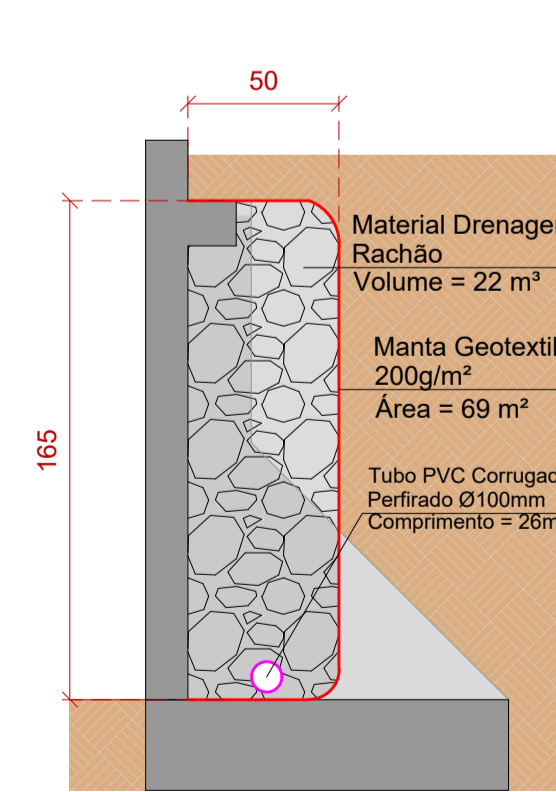 50
Material Drenagem
Rachão
Volume = 22 m³
Manta Geotextil
200g/m²
Área = 69 m²
165
Tubo PVC Corrugad
Perfirado Ø100mm
Comprimento = 26m